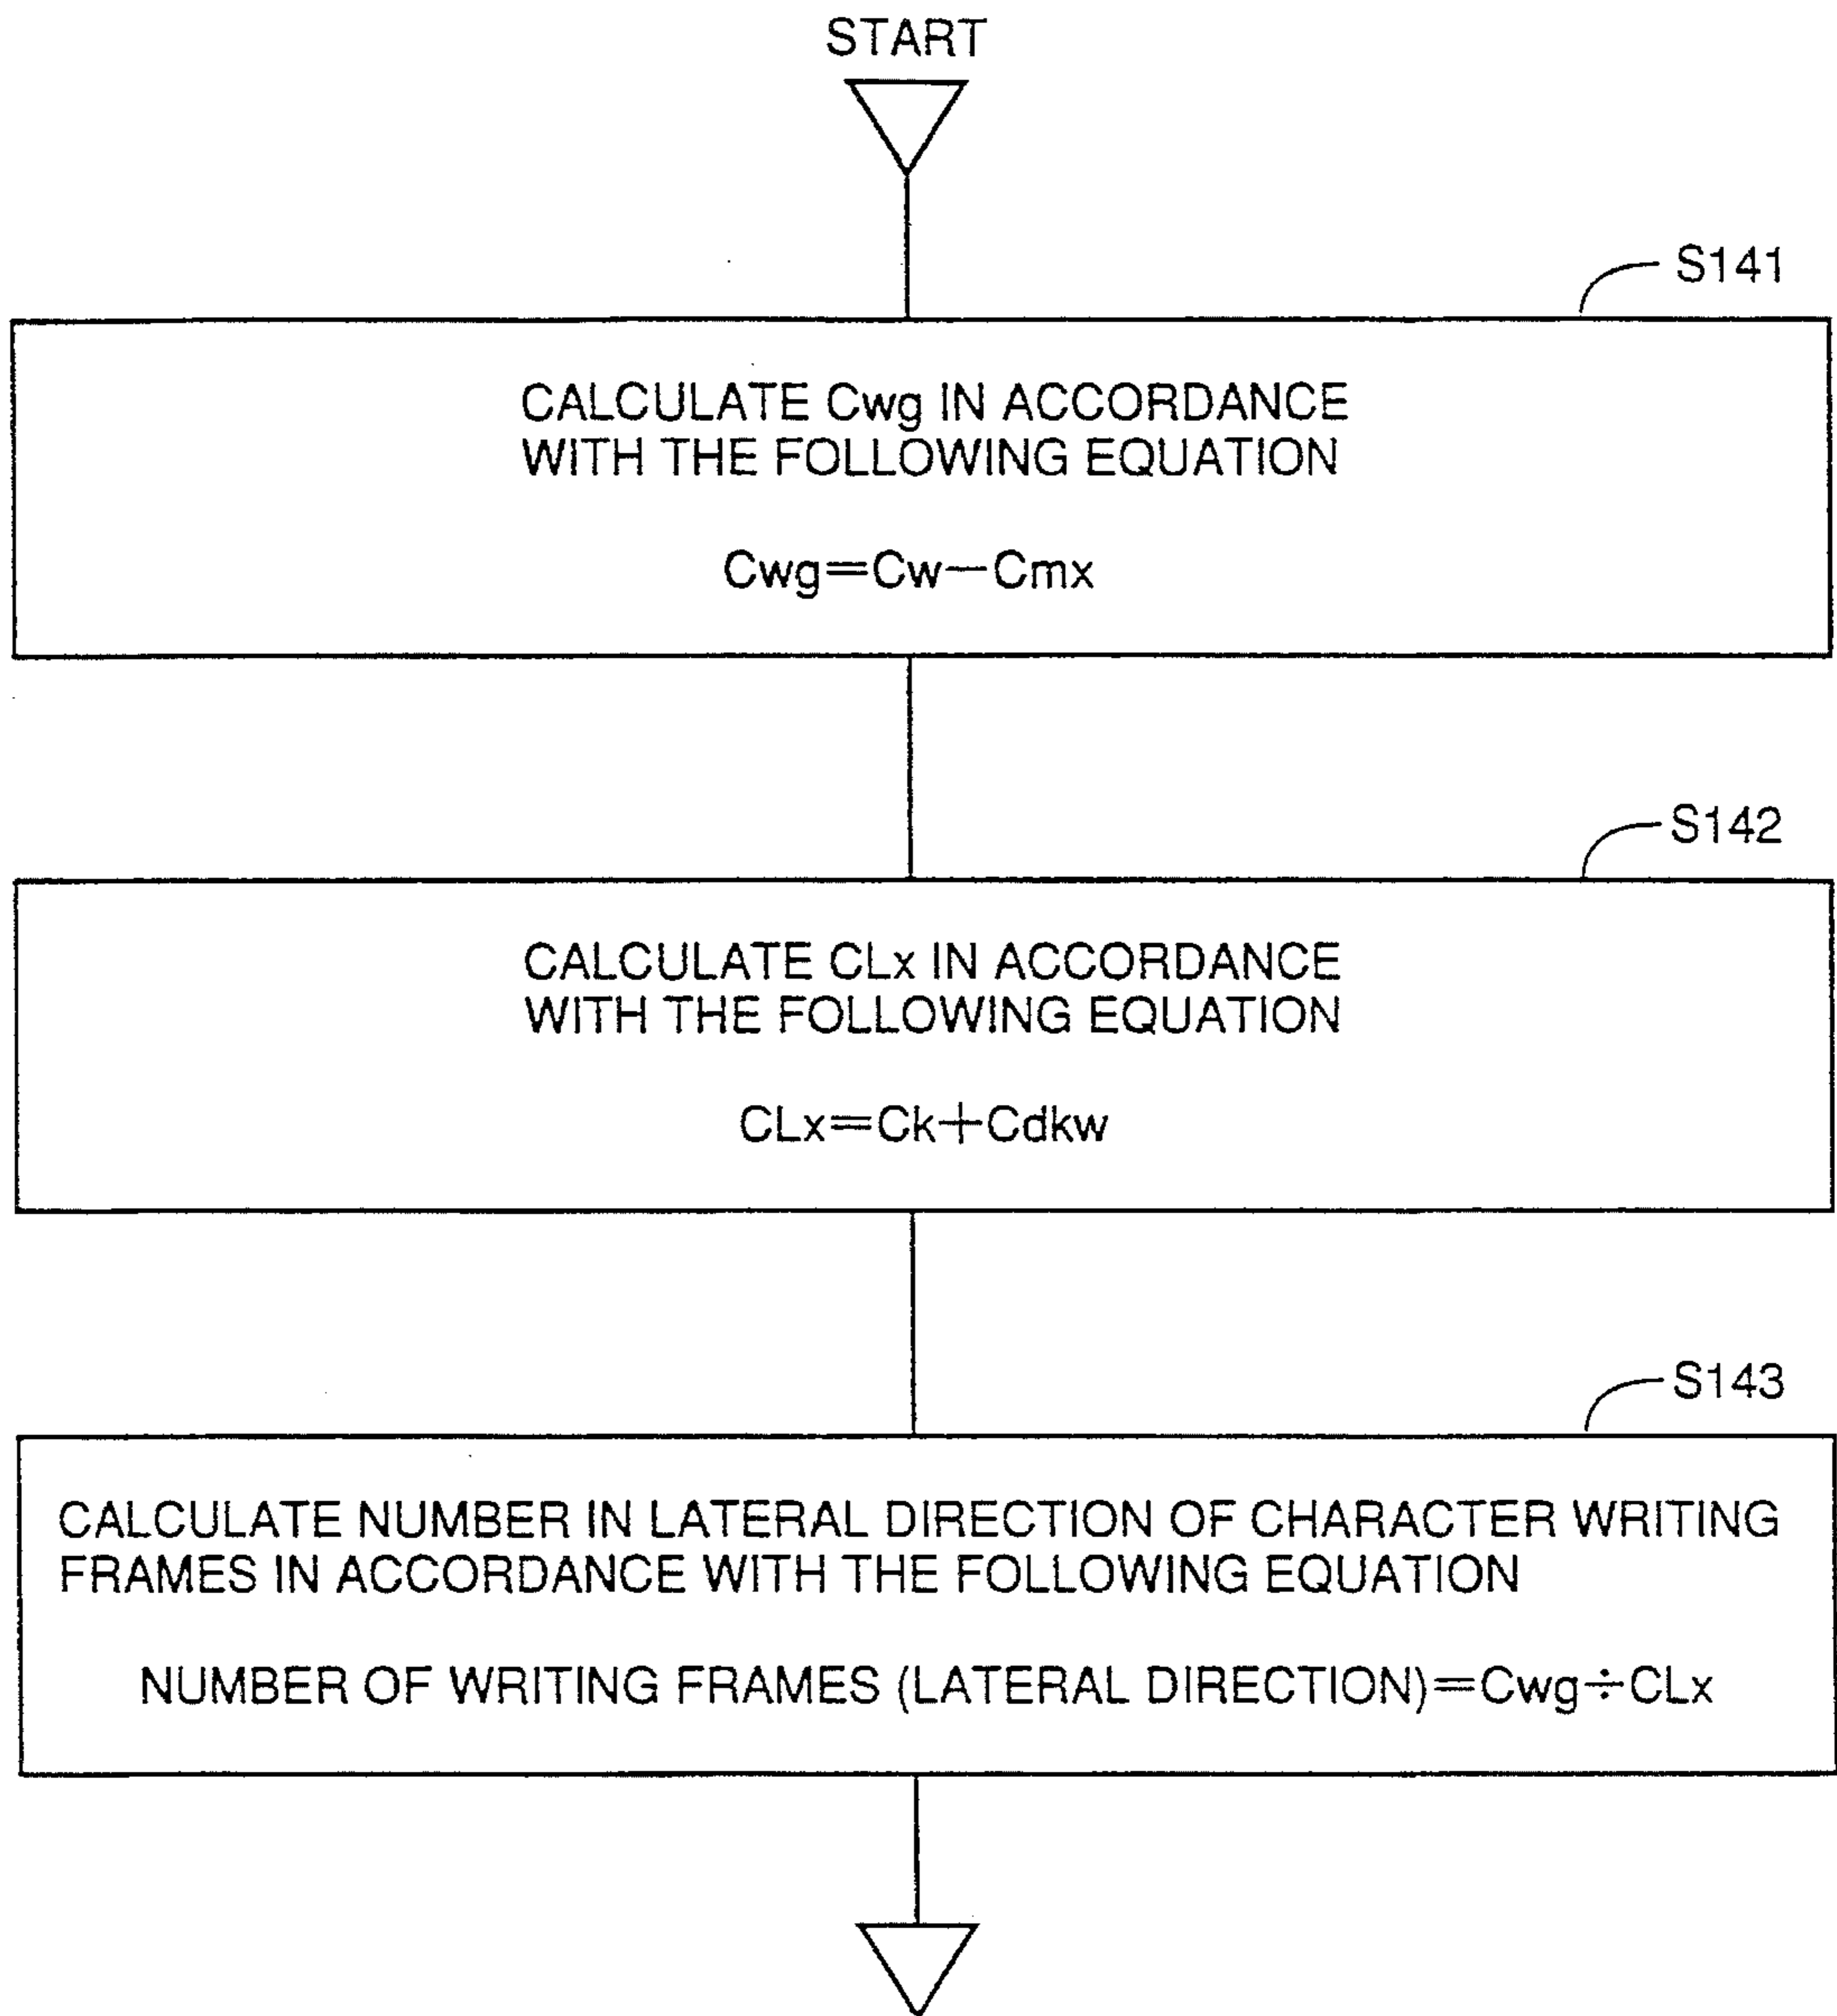 START
S141
CALCULATE Cwg IN ACCORDANCE
WITH THE FOLLOWING EQUATION
Cwg=Cw−Cmx
S142
CALCULATE CLx IN ACCORDANCE
WITH THE FOLLOWING EQUATION
CLx=Ck+Cdkw
S143
CALCULATE NUMBER IN LATERAL DIRECTION OF CHARACTER WRITING
FRAMES IN ACCORDANCE WITH THE FOLLOWING EQUATION
NUMBER OF WRITING FRAMES (LATERAL DIRECTION)=Cwg÷CLx